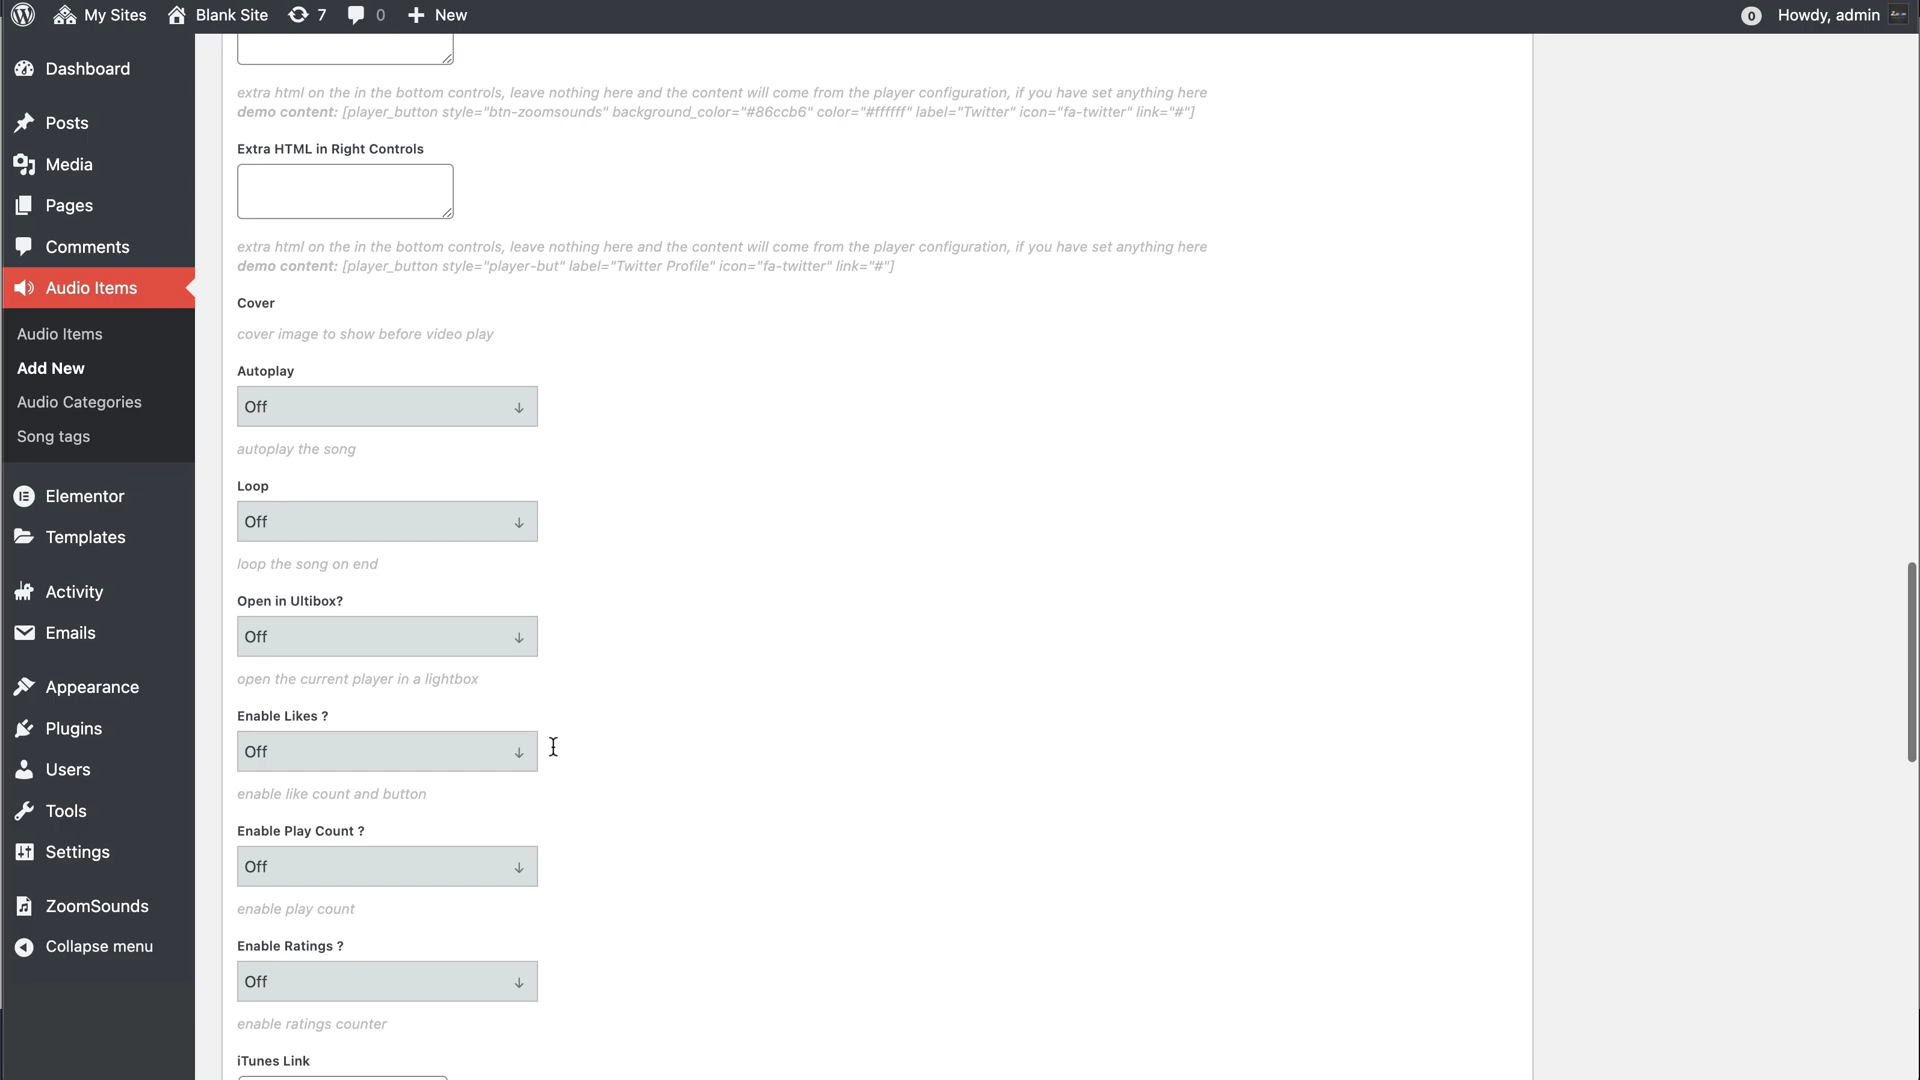 My Sites
Blank Site
7
0
New
0
Howdy, admin
Dashboard
Posts
Media
Pages
Comments
Audio Items
Audio Items
Add New
Audio Categories
Song tags
Elementor
Templates
Activity
Emails
Appearance
Plugins
Users
Tools
Settings
ZoomSounds
Collapse menu
extra html on the in the bottom controls, leave nothing here and the content will come from the player configuration, if you have set anything here
demo content: [player_button style="btn-zoomsounds" background_color="#86ccb6" color="#ffffff" label="Twitter" icon="fa-twitter" link="#"]
Extra HTML in Right Controls
extra html on the in the bottom controls, leave nothing here and the content will come from the player configuration, if you have set anything here
demo content: [player_button style="player-but" label="Twitter Profile" icon="fa-twitter" link="#"]
Cover
cover image to show before video play
Autoplay
Off
autoplay the song
Loop
Off
loop the song on end
Open in Ultibox?
Off
open the current player in a lightbox
Enable Likes ?
Off
enable like count and button
Enable Play Count ?
Off
enable play count
Enable Ratings ?
Off
enable ratings counter
iTunes Link